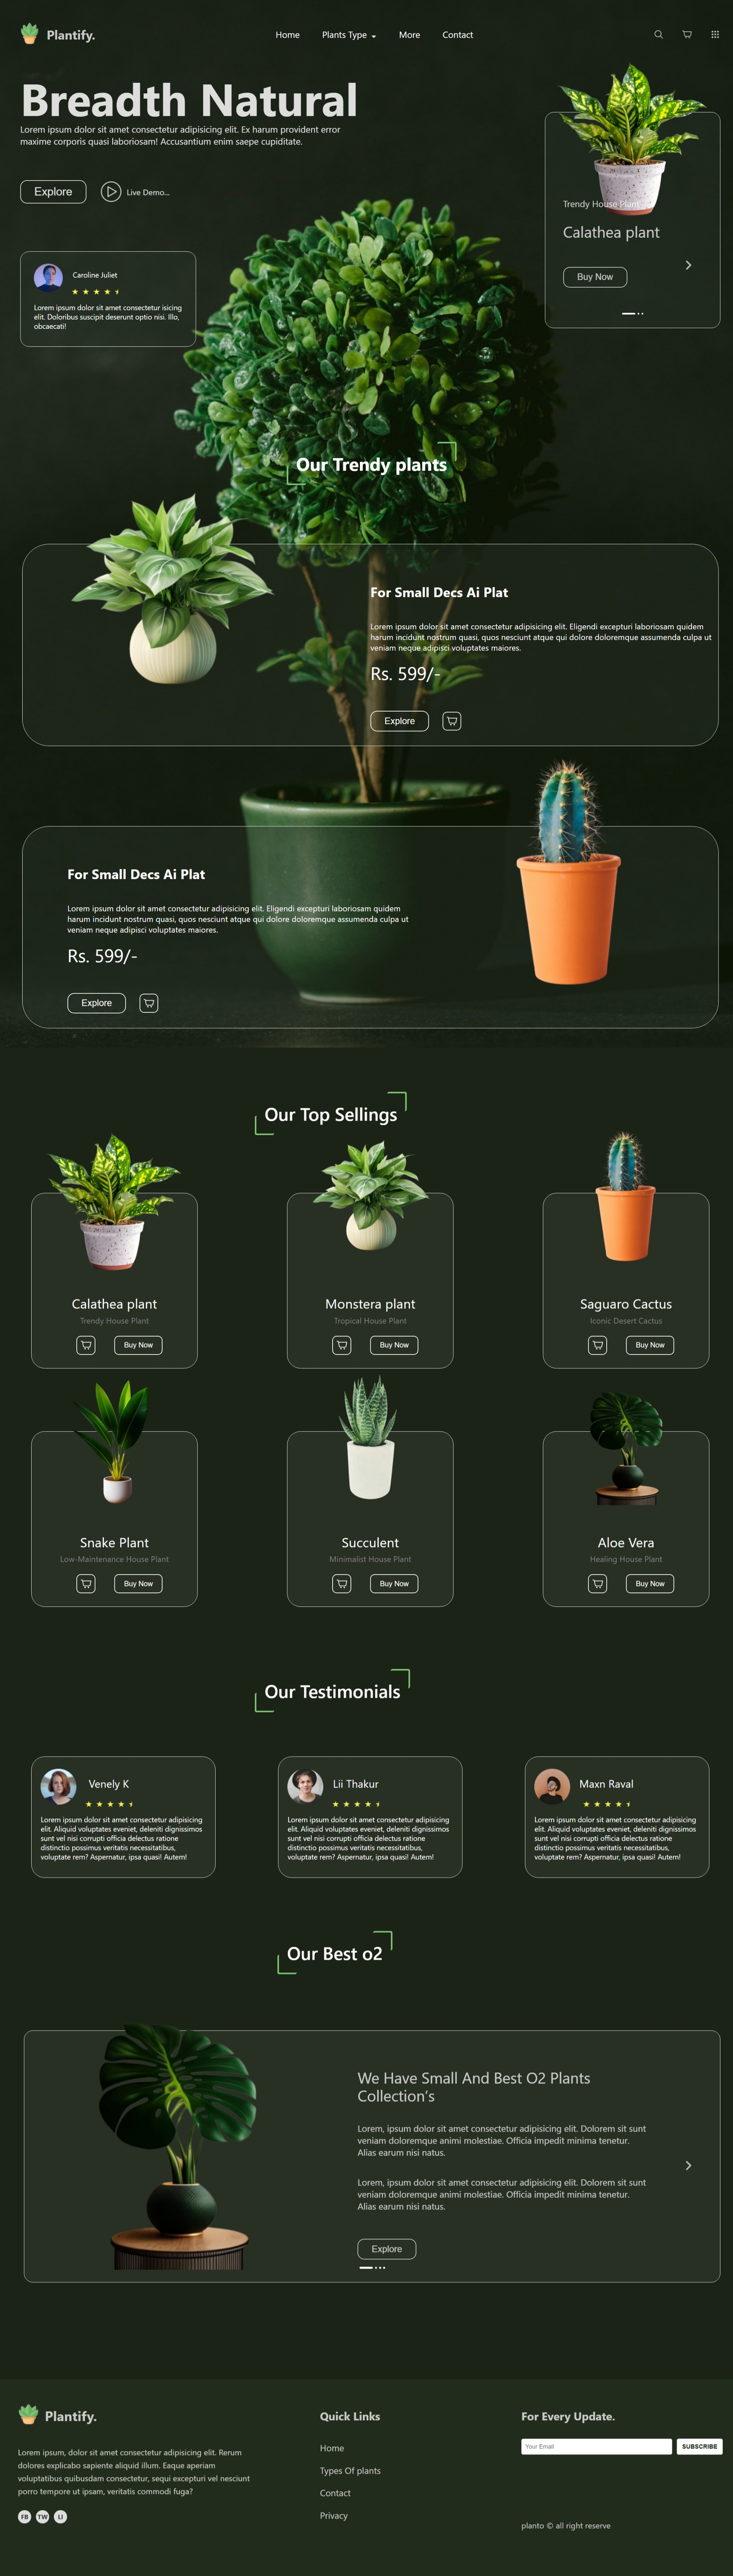 Plantify.
Home
Plants Type
More
Contact
Breadth Natural
Lorem ipsum dolor sit amet consectetur adipisicing elit. Ex harum provident error
maxime corporis quasi laboriosam! Accusantium enim saepe cupiditate.
Explore
Live Demo...
Trendy House Plant
Calathea plant
Buy Now
Caroline Juliet
Lorem ipsum dolor sit amet consectetur isicing
elit. Doloribus suscipit deserunt optio nisi. Illo,
obcaecati!
Our Trendy plants
For Small Decs Ai Plat
Lorem ipsum dolor sit amet consectetur adipisicing elit. Eligendi excepturi laboriosam quidem
harum incidunt nostrum quasi, quos nesciunt atque qui dolore doloremque assumenda culpa ut
veniam neque adipisci voluptates maiores.
Rs. 599/-
Explore
For Small Decs Ai Plat
Lorem ipsum dolor sit amet consectetur adipisicing elit. Eligendi excepturi laboriosam quidem
harum incidunt nostrum quasi, quos nesciunt atque qui dolore doloremque assumenda culpa ut
veniam neque adipisci voluptates maiores.
Rs. 599/-
Explore
Our Top Sellings
Calathea plant
Trendy House Plant
Buy Now
Monstera plant
Tropical House Plant
Buy Now
Saguaro Cactus
Iconic Desert Cactus
Buy Now
Snake Plant
Low-Maintenance House Plant
Buy Now
Succulent
Minimalist House Plant
Buy Now
Aloe Vera
Healing House Plant
Buy Now
Our Testimonials
Venely K
Lorem ipsum dolor sit amet consectetur adipisicing
elit. Aliquid voluptates eveniet, deleniti dignissimos
sunt vel nisi corrupti officia delectus ratione
distinctio possimus veritatis necessitatibus,
voluptate rem? Aspernatur, ipsa quasi! Autem!
Lii Thakur
Lorem ipsum dolor sit amet consectetur adipisicing
elit. Aliquid voluptates eveniet, deleniti dignissimos
sunt vel nisi corrupti officia delectus ratione
distinctio possimus veritatis necessitatibus,
voluptate rem? Aspernatur, ipsa quasi! Autem!
Maxn Raval
Lorem ipsum dolor sit amet consectetur adipisicing
elit. Aliquid voluptates eveniet, deleniti dignissimos
sunt vel nisi corrupti officia delectus ratione
distinctio possimus veritatis necessitatibus,
voluptate rem? Aspernatur, ipsa quasi! Autem!
Our Best o2
We Have Small And Best O2 Plants
Collection's
Lorem, ipsum dolor sit amet consectetur adipisicing elit. Dolorem sit sunt
veniam doloremque animi molestiae. Officia impedit minima tenetur.
Alias earum nisi natus.
Lorem, ipsum dolor sit amet consectetur adipisicing elit. Dolorem sit sunt
veniam doloremque animi molestiae. Officia impedit minima tenetur.
Alias earum nisi natus.
Explore
Plantify.
Lorem ipsum, dolor sit amet consectetur adipisicing elit. Rerum
dolores explicabo sapiente aliquid illum. Eaque aperiam
voluptatibus quibusdam consectetur, sequi excepturi vel nesciunt
porro tempore ut ipsam, veritatis commodi fuga?
FB
TW
LI
Quick Links
Home
Types Of plants
Contact
Privacy
For Every Update.
Your Email
SUBSCRIBE
planto © all right reserve